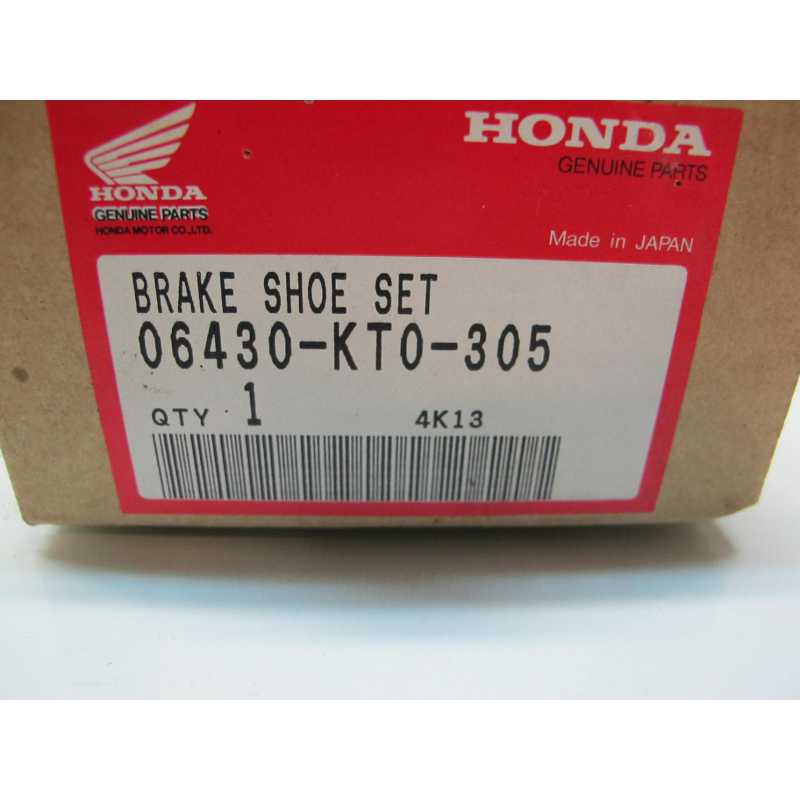 HONDA
GENUINE PARTS
HONDA MOTOR CO.,LTD.
HONDA
GENUINE PARTS
Made in JAPAN
BRAKE SHOE SET
06430-KT0-305
QTY 1 4K13